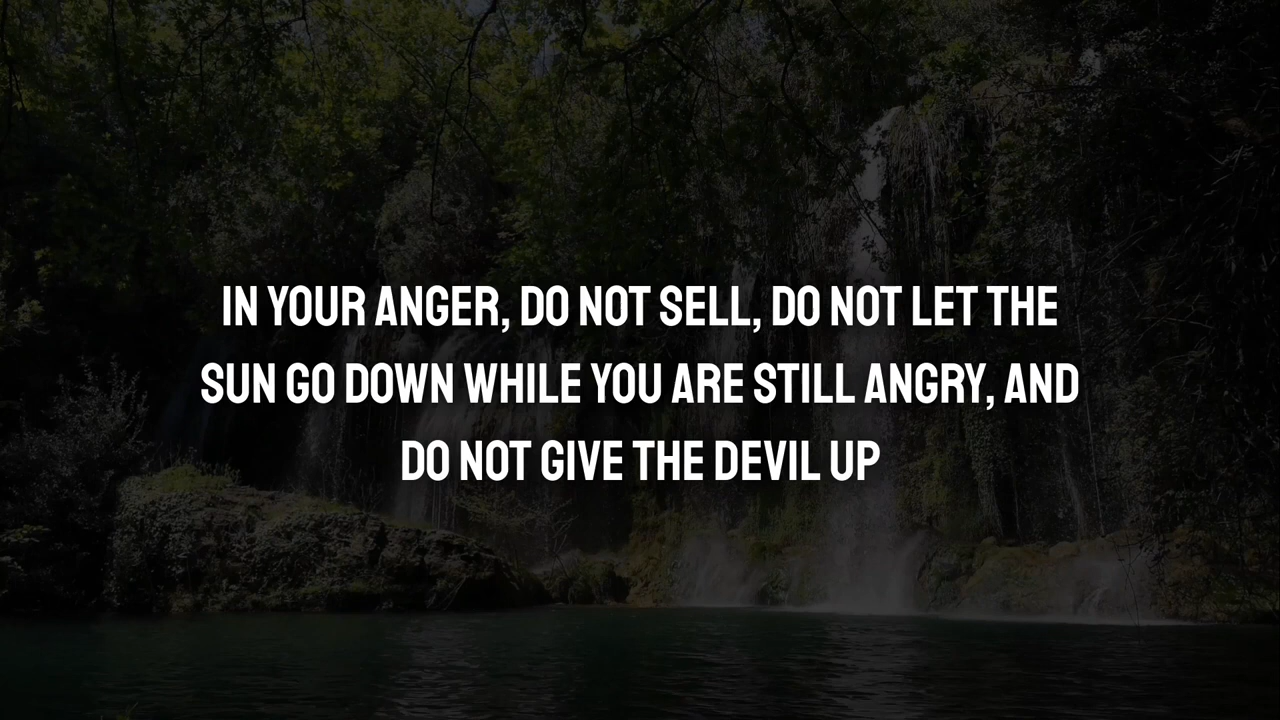 IN YOUR ANGER, DO NOT SELL, DO NOT LET THE
SUN GO DOWN WHILE YOU ARE STILL ANGRY, AND
DO NOT GIVE THE DEVIL UP